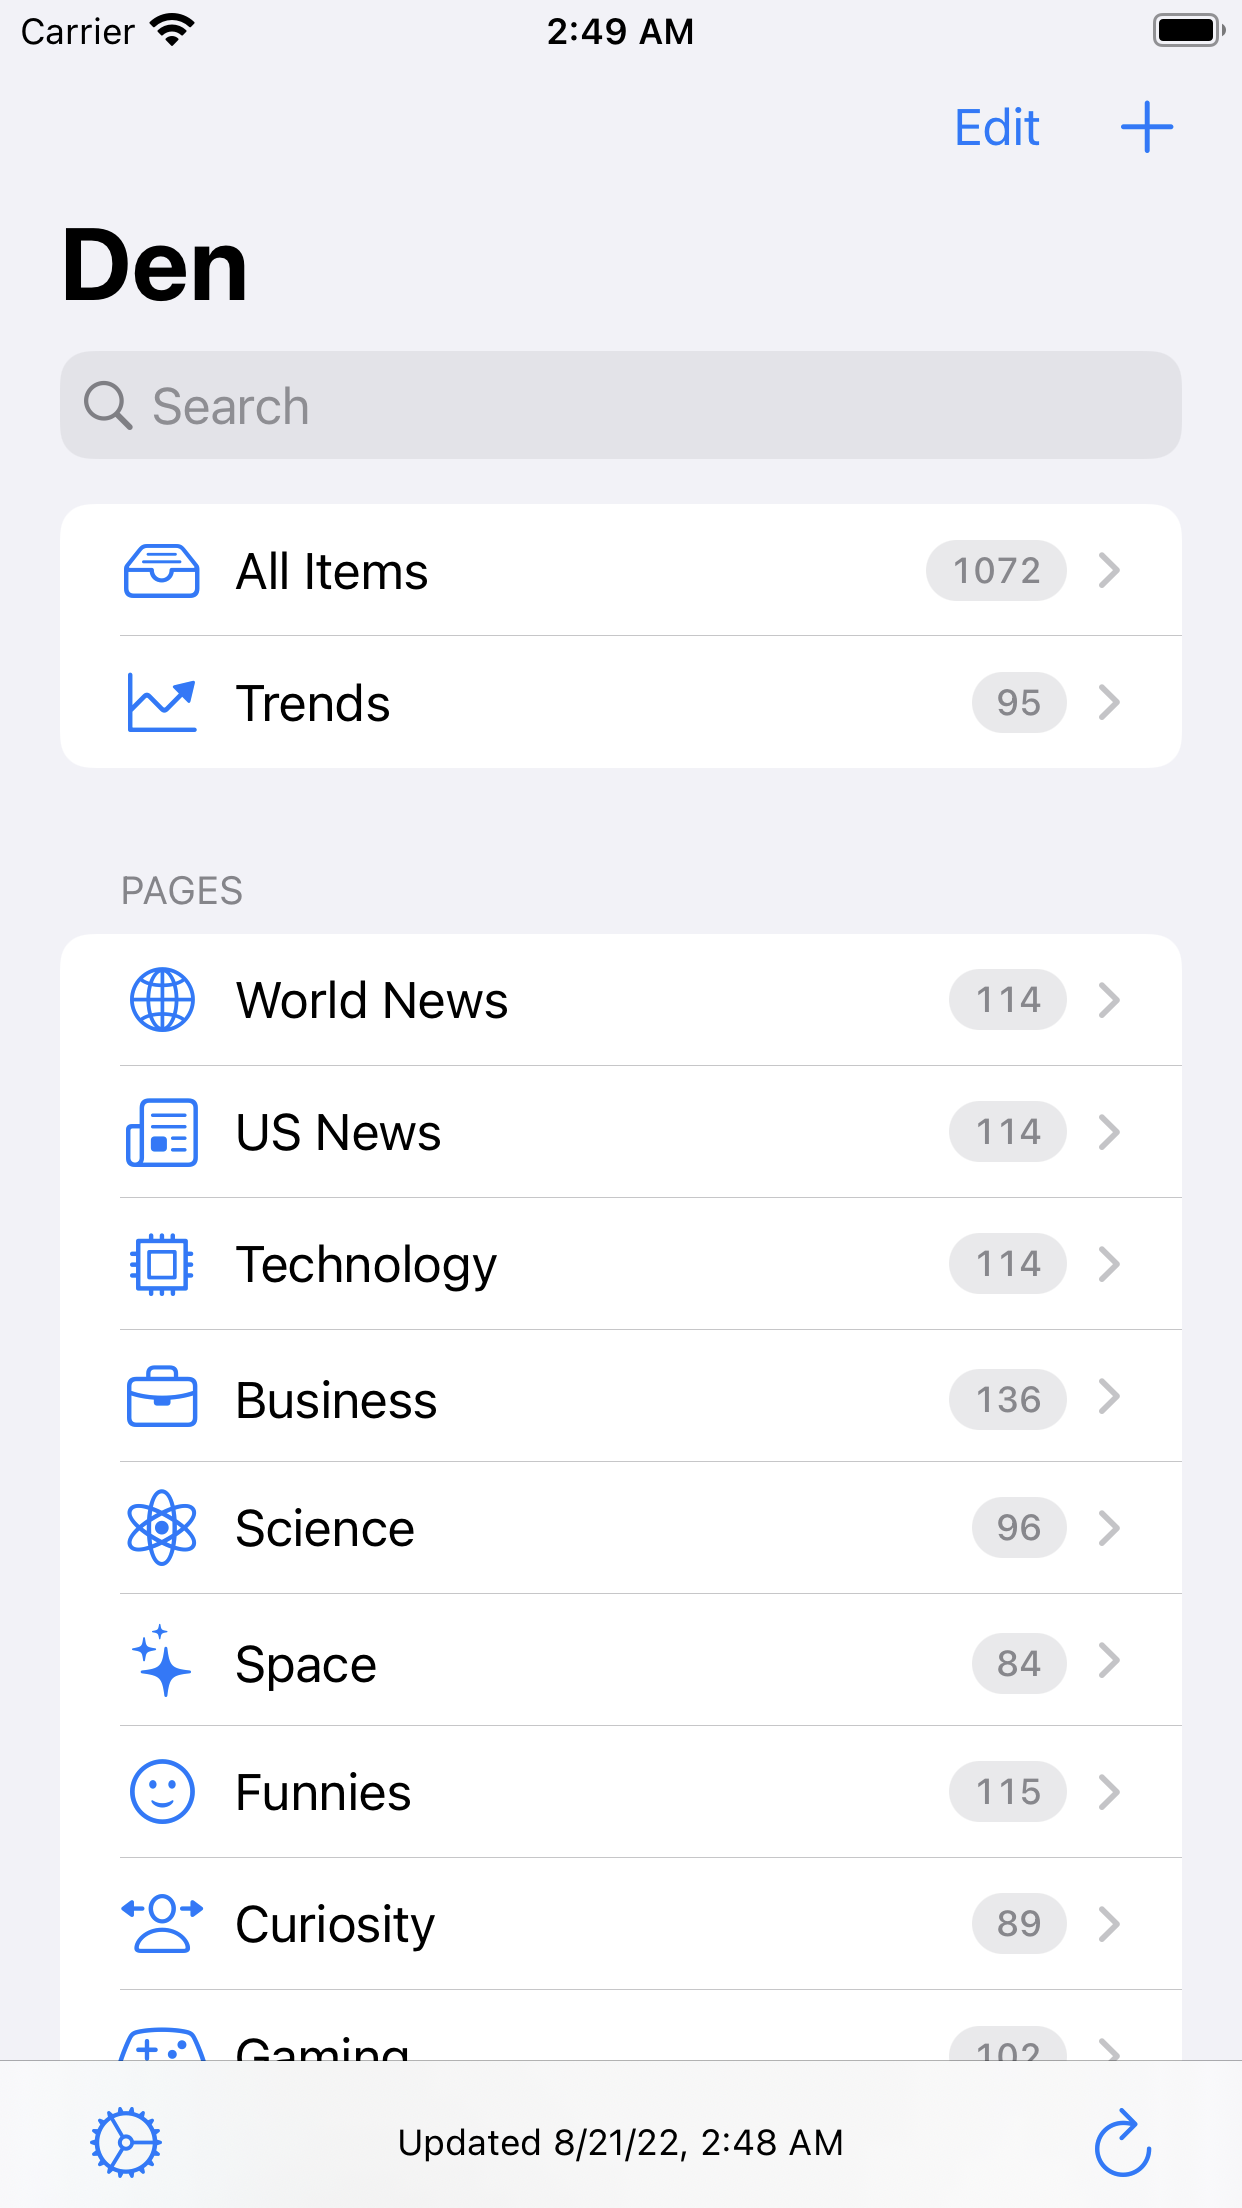 Carrier 2:49 AM
Edit
Den
Search
All Items 1072
Trends 95
PAGES
World News 114
US News 114
Technology 114
Business 136
Science 96
Space 84
Funnies 115
Curiosity 89
Gaming 102
Updated 8/21/22, 2:48 AM